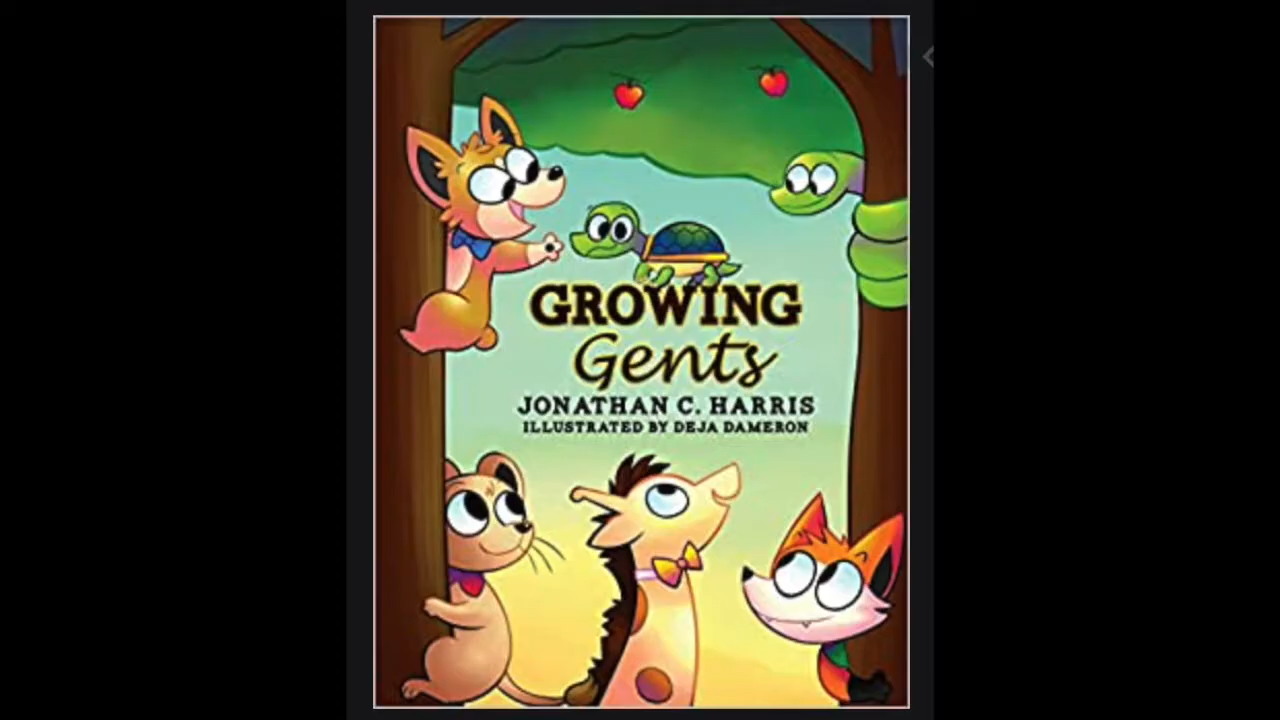 GROWING
Gents
JONATHAN C. HARRIS
ILLUSTRATED BY DEJA DAMERON